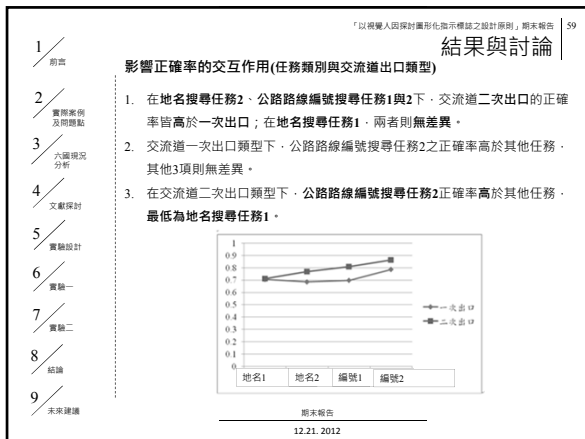 「以視覺人因探討圖形化指示標誌之設計原則」期末報告 59
結果與討論
1 前言
2 實際案例
及問題點
3 六國現況
分析
4 文獻探討
5 實驗設計
6 實驗一
7 實驗二
8 結論
9 未來建議
影響正確率的交互作用(任務類別與交流道出口類型)
1. 在地名搜尋任務2、公路路線編號搜尋任務1與2下，交流道二次出口的正確
率皆高於一次出口；在地名搜尋任務1，兩者則無差異。
2. 交流道一次出口類型下，公路路線編號搜尋任務2之正確率高於其他任務，
其他3項則無差異。
3. 在交流道二次出口類型下，公路路線編號搜尋任務2正確率高於其他任務，
最低為地名搜尋任務1。
1
0.9
0.8
0.7
0.6
0.5
0.4
0.3
0.2
0.1
0
地名1 地名2 編號1 編號2
一次出口
二次出口
期末報告
12.21. 2012